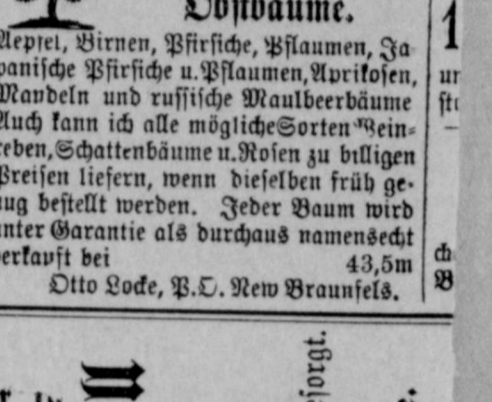 Obstbäume.
Aepfel, Birnen, Pfirsiche, Pflaumen, Ja
panische Pfirsiche u. Pflaumen, Aprikosen,
Mandeln und russische Maulbeerbäume
Auch kann ich alle mögliche Sorten Wein-
reben, Schattenbäume u. Rosen zu billigen
Preisen liefern, wenn dieselben früh ge-
nug bestellt werden. Jeder Baum wird
unter Garantie als durchaus namensecht
verkauft bei 43,5m
Otto Locke, P.O. New Braunfels.
sorgt.